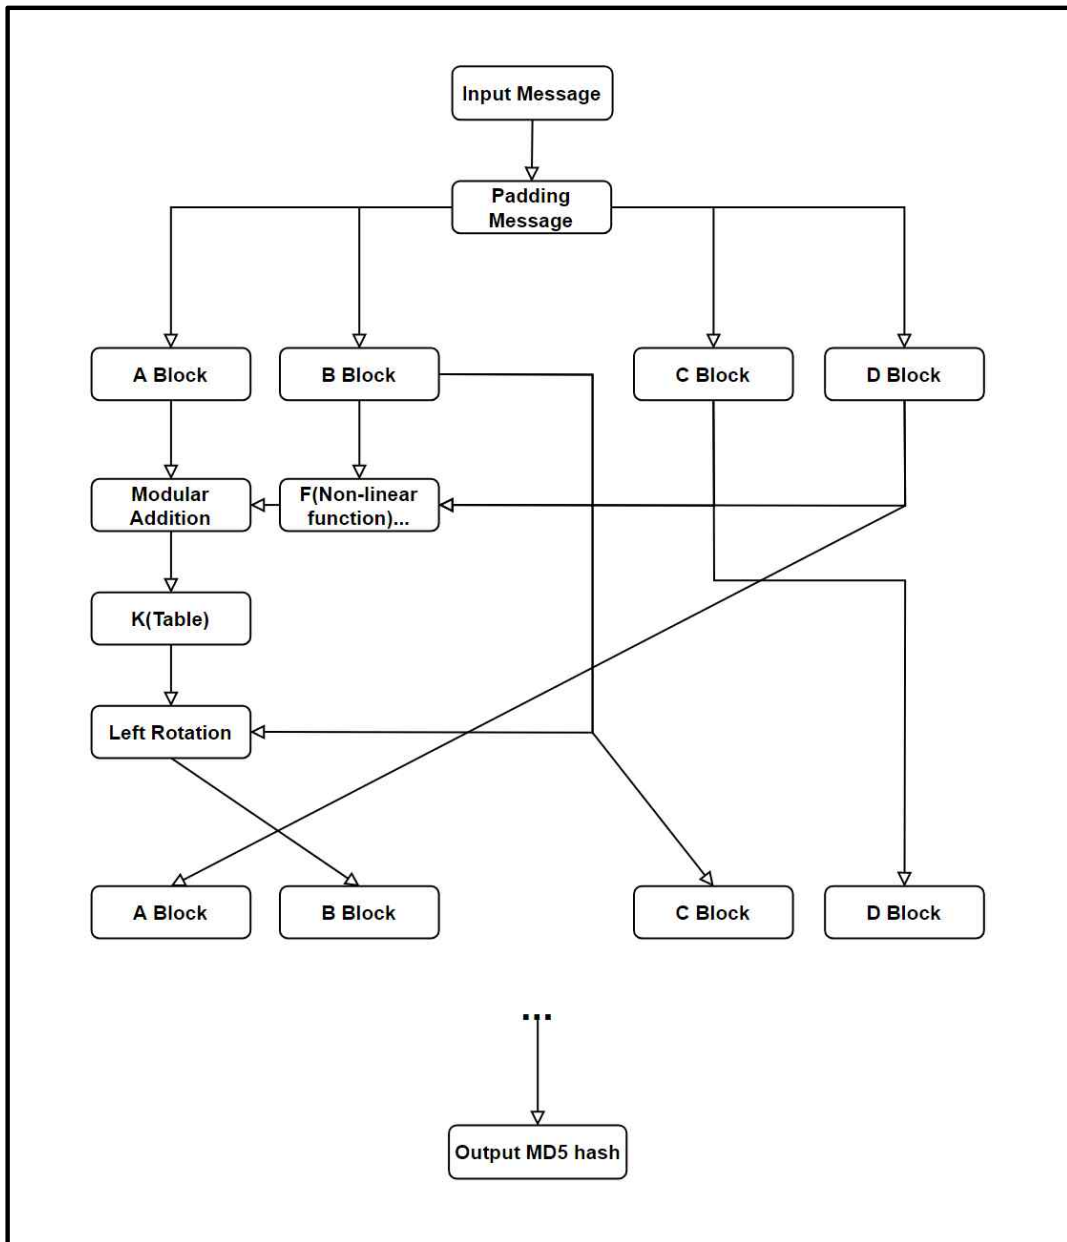 Input Message
Padding
Message
A Block
B Block
C Block
D Block
Modular
Addition
F(Non-linear
function)...
K(Table)
Left Rotation
A Block
B Block
C Block
D Block
...
Output MD5 hash